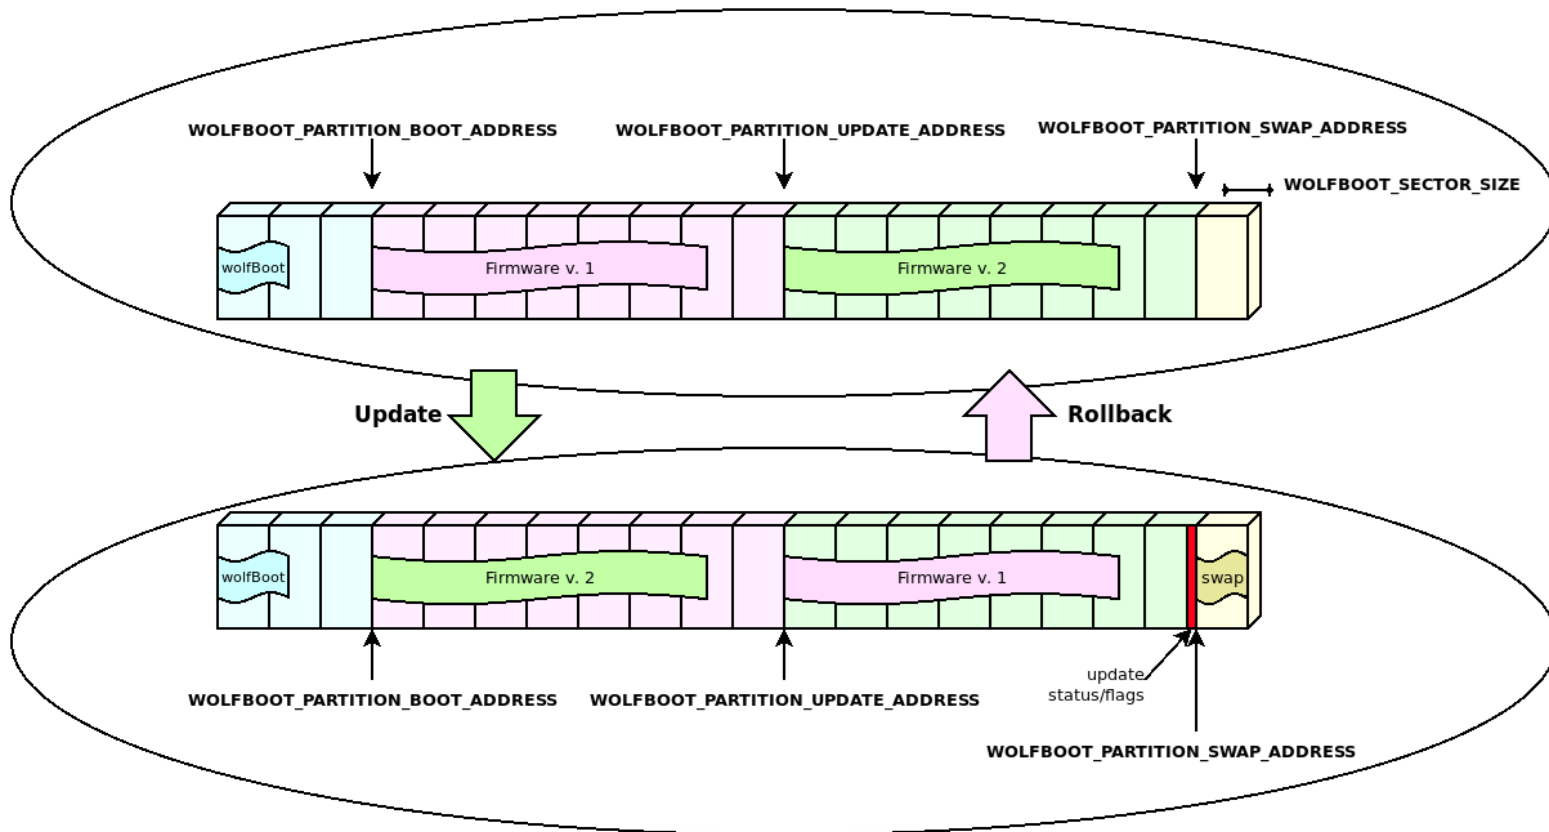 WOLFBOOT_PARTITION_BOOT_ADDRESS
WOLFBOOT_PARTITION_UPDATE_ADDRESS
WOLFBOOT_PARTITION_SWAP_ADDRESS
WOLFBOOT_SECTOR_SIZE
wolfBoot
Firmware v. 1
Firmware v. 2
Update
Rollback
wolfBoot
Firmware v. 2
Firmware v. 1
swap
update
status/flags
WOLFBOOT_PARTITION_BOOT_ADDRESS
WOLFBOOT_PARTITION_UPDATE_ADDRESS
WOLFBOOT_PARTITION_SWAP_ADDRESS